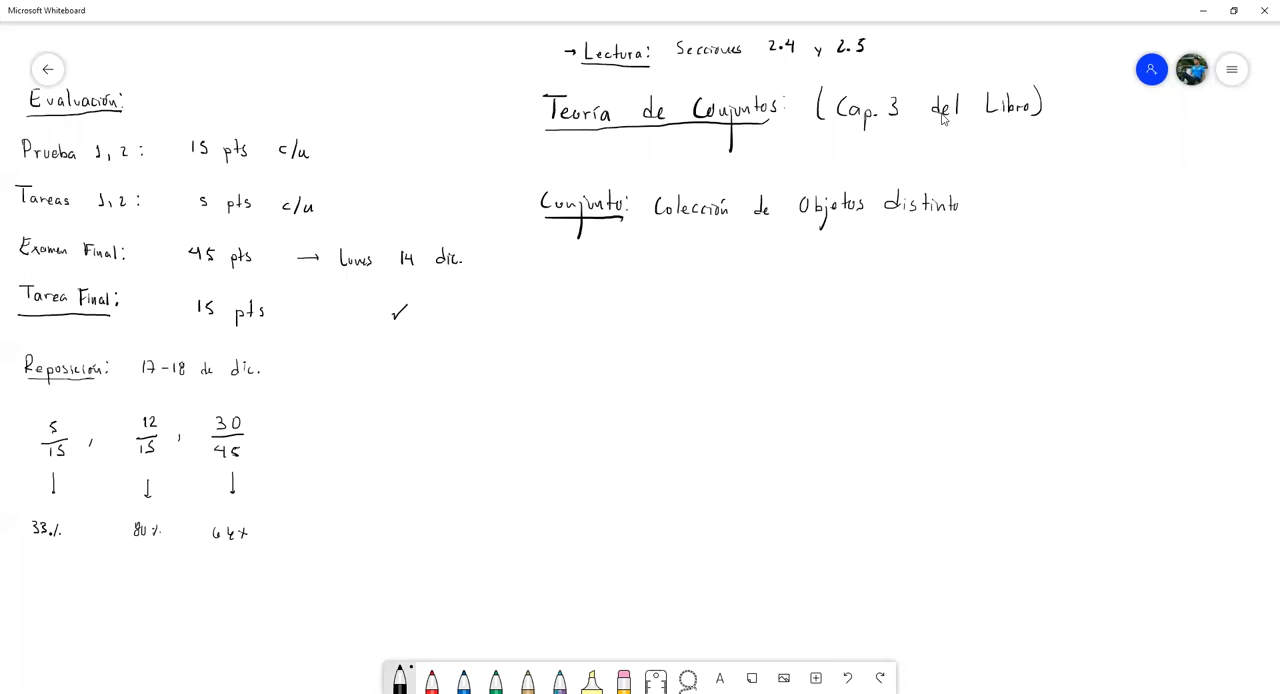 Microsoft Whiteboard
Evaluación:
Prueba 1, 2: 15 pts c/u
Tareas 1, 2: 5 pts c/u
Examen Final: 45 pts → Lunes 14 dic.
Tarea Final: 15 pts ✓
Reposición: 17-18 de dic.
5/15, 12/15, 30/45
↓ ↓ ↓
33% 80% 64%
→ Lectura: Secciones 2.4 y 2.5
Teoría de Conjuntos: (Cap. 3 del Libro)
Conjunto: Colección de Objetos distinto
A